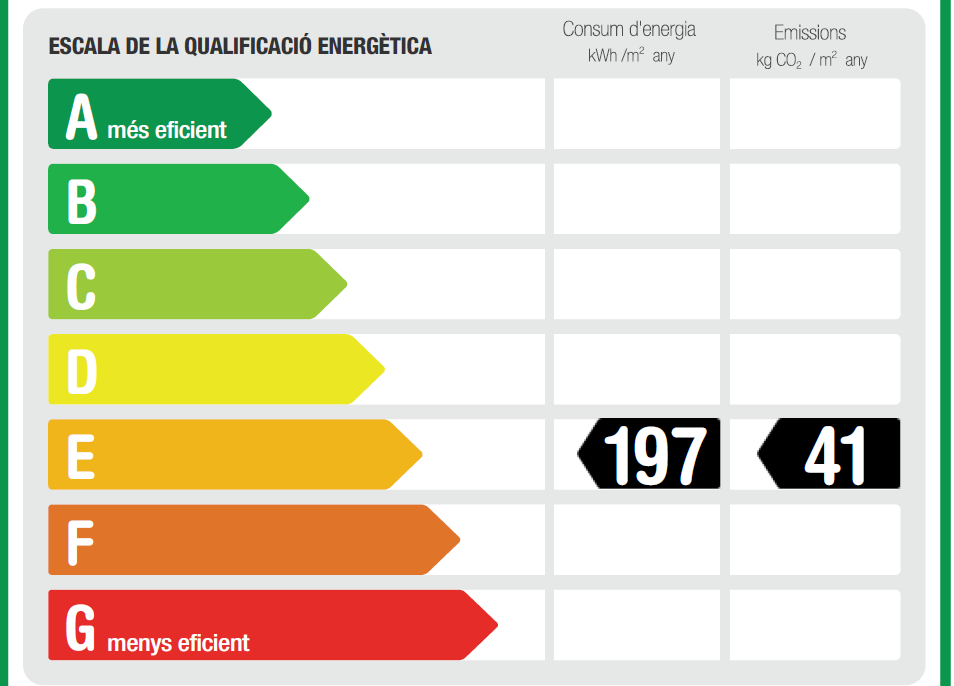 ESCALA DE LA QUALIFICACIÓ ENERGÈTICA
Consum d'energia
kWh /m² any
Emissions
kg CO₂ / m² any
A més eficient
B
C
D
E 197 41
F
G menys eficient